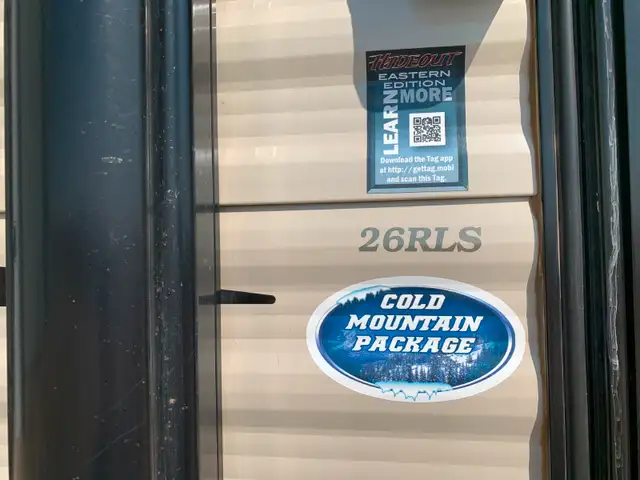 HIDEOUT
EASTERN
EDITION
LEARN MORE
Download the Tag app
at http://gettag.mobi
and scan this Tag.
26RLS
COLD
MOUNTAIN
PACKAGE